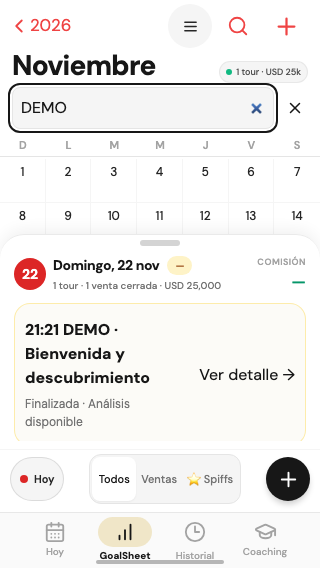 2026
Noviembre
1 tour · USD 25k
DEMO
D L M M J V S
1 2 3 4 5 6 7
8 9 10 11 12 13 14
22
Domingo, 22 nov
—
COMISIÓN
—
1 tour · 1 venta cerrada · USD 25,000
21:21 DEMO ·
Bienvenida y
descubrimiento
Ver detalle →
Finalizada · Análisis
disponible
Hoy
Todos
Ventas
⭐ Spiffs
Hoy
GoalSheet
Historial
Coaching